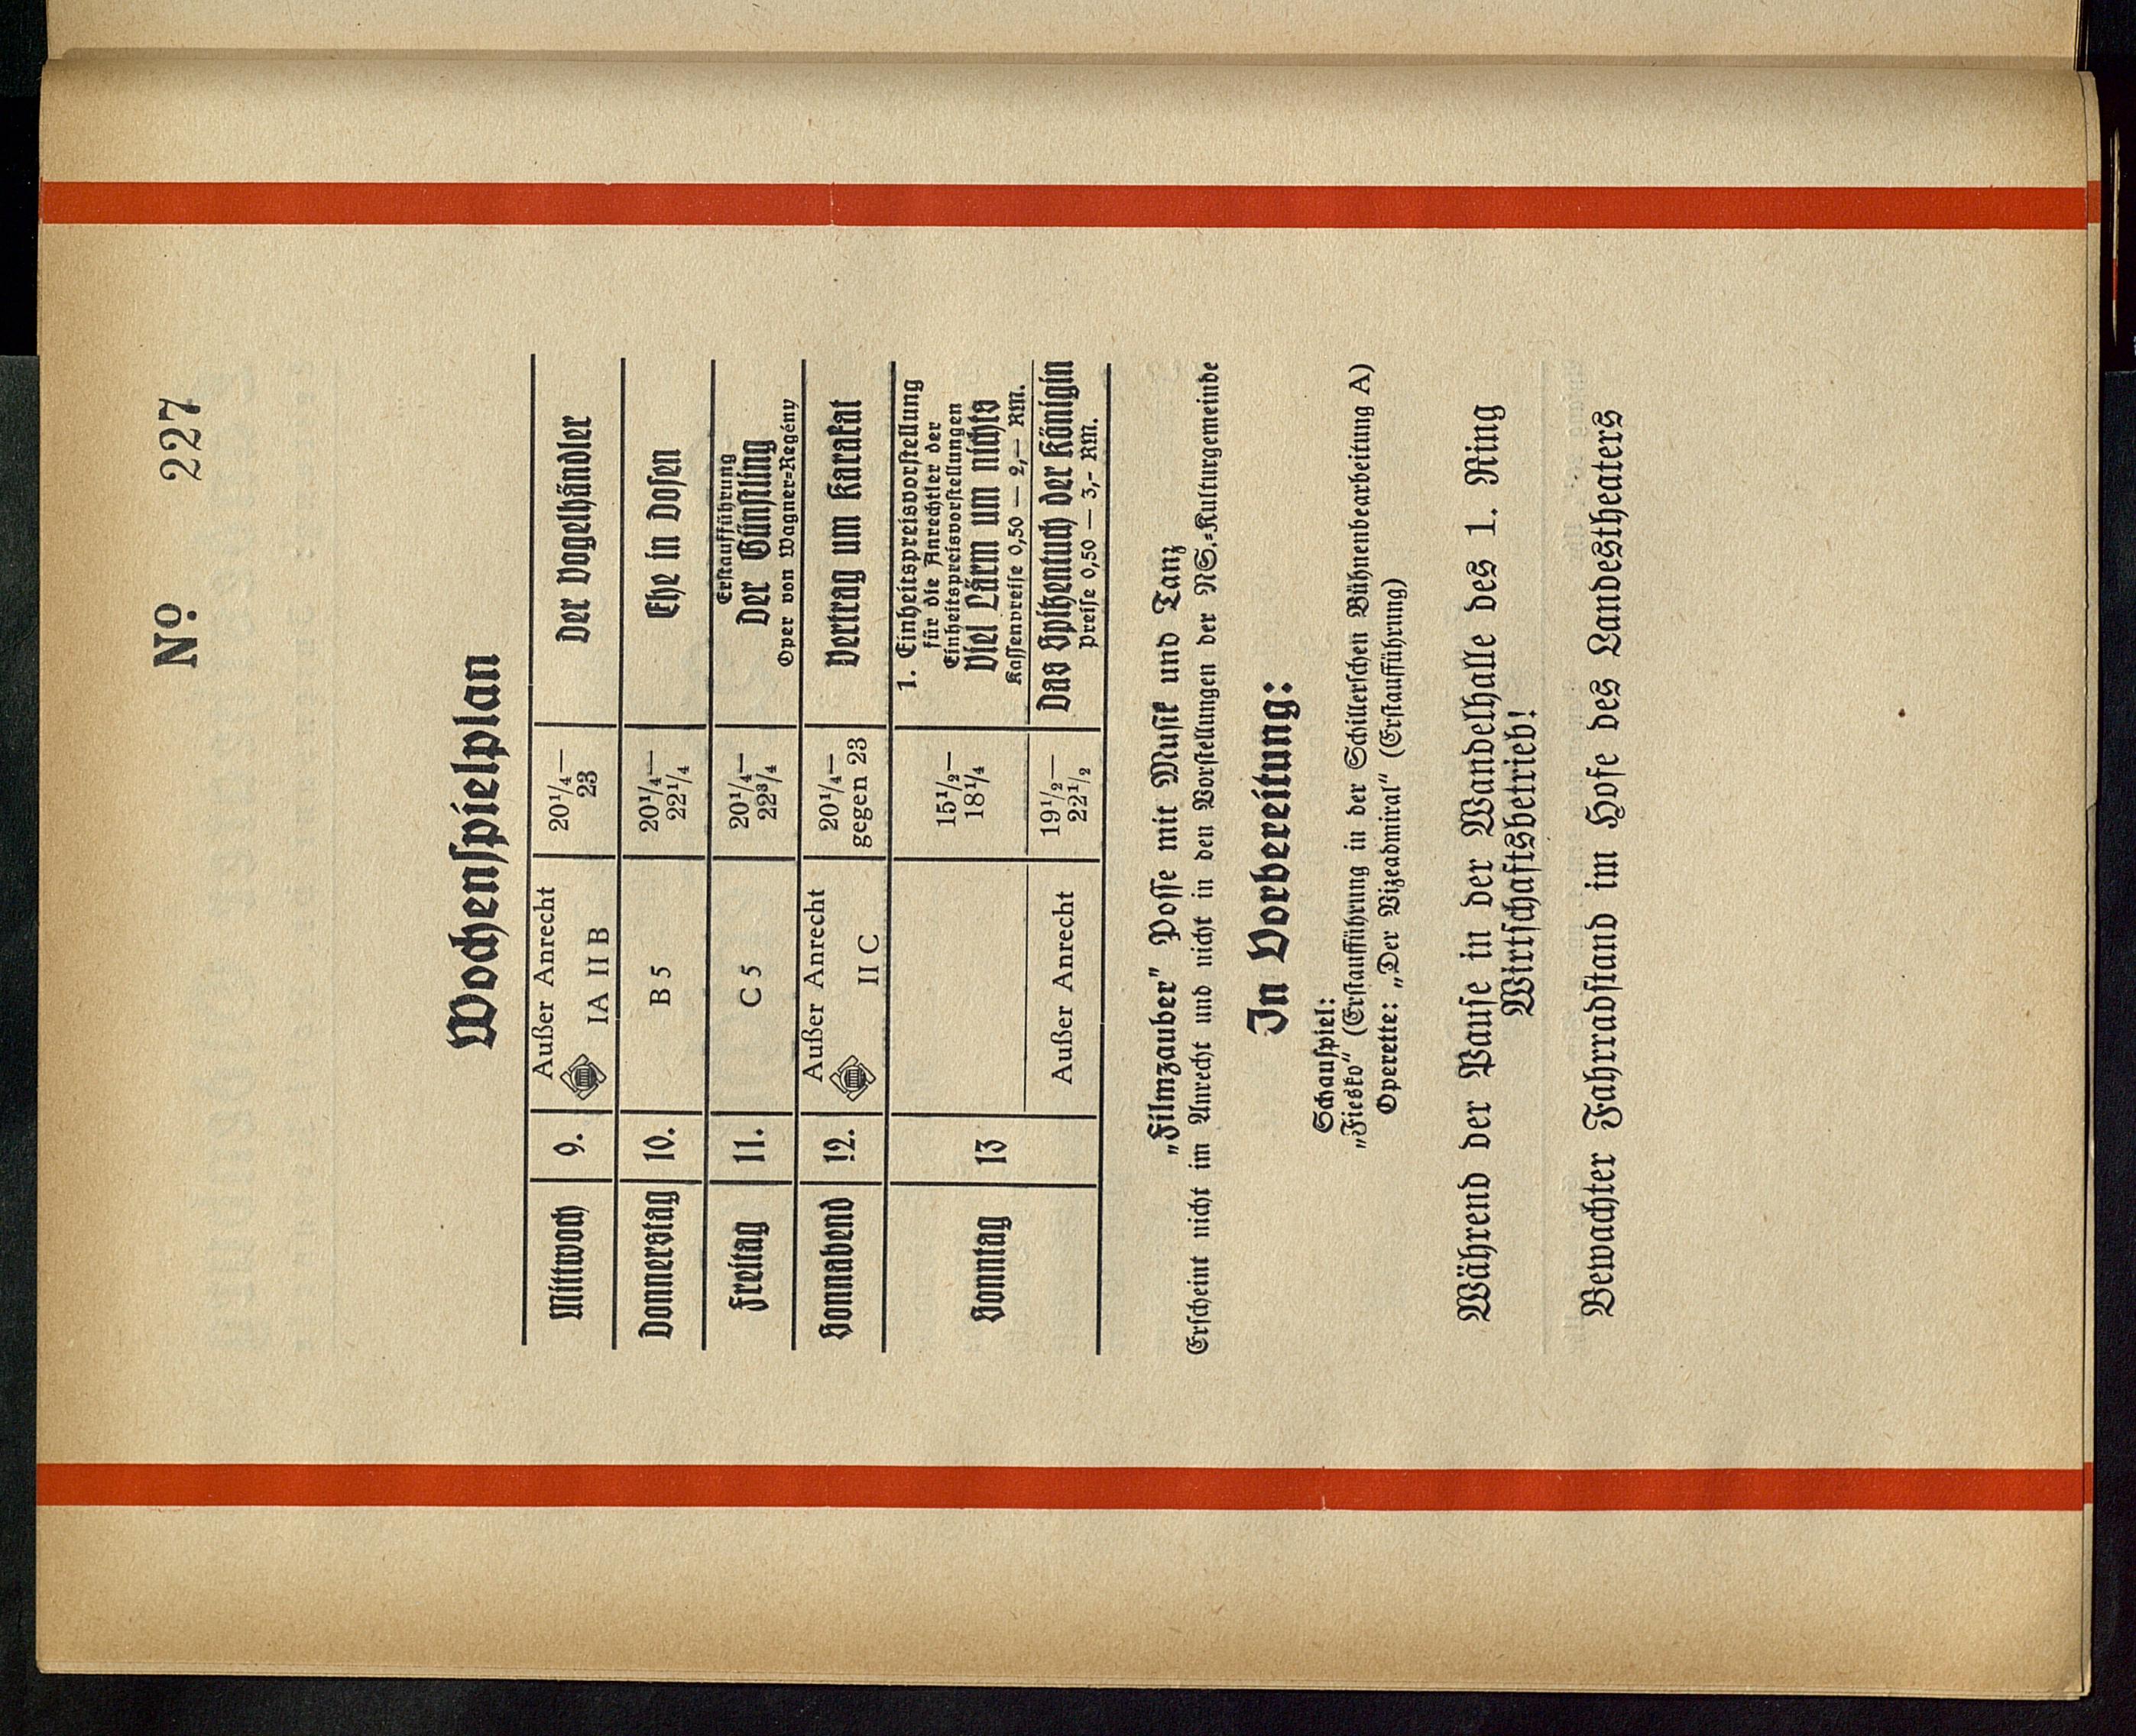 No. 227
Wochenspielplan
Mittwoch 9. Außer Anrecht 20¼— Der Vogelhändler
IA II B 23
Donnerstag 10. B 5 20¼— Ehe in Dosen
22¼
Freitag 11. C 5 20¼— Erstaufführung
22¾ Der Günstling
Oper von Wagner-Regény
Sonnabend 12. Außer Anrecht 20¼— Vertrag um Karakat
II C gegen 23
Sonntag 13 15½— 1. Einheitspreisvorstellung
18¼ für die Anrechtler der
Einheitspreisvorstellungen
Viel Lärm um nichts
Kassenpreise 0,50 — 2,— RM.
Außer Anrecht 19½— Das Spitzentuch der Königin
22½ Preise 0,50 — 3,- RM.
„Filmzauber" Posse mit Musik und Tanz
Erscheint nicht im Anrecht und nicht in den Vorstellungen der NS.-Kulturgemeinde
In Vorbereitung:
Schauspiel:
„Fiesko" (Erstaufführung in der Schillerschen Bühnenbearbeitung A)
Operette: „Der Vizeadmiral" (Erstaufführung)
Während der Pause in der Wandelhalle des 1. Ring
Wirtschaftsbetrieb!
Bewachter Fahrradstand im Hofe des Landestheaters